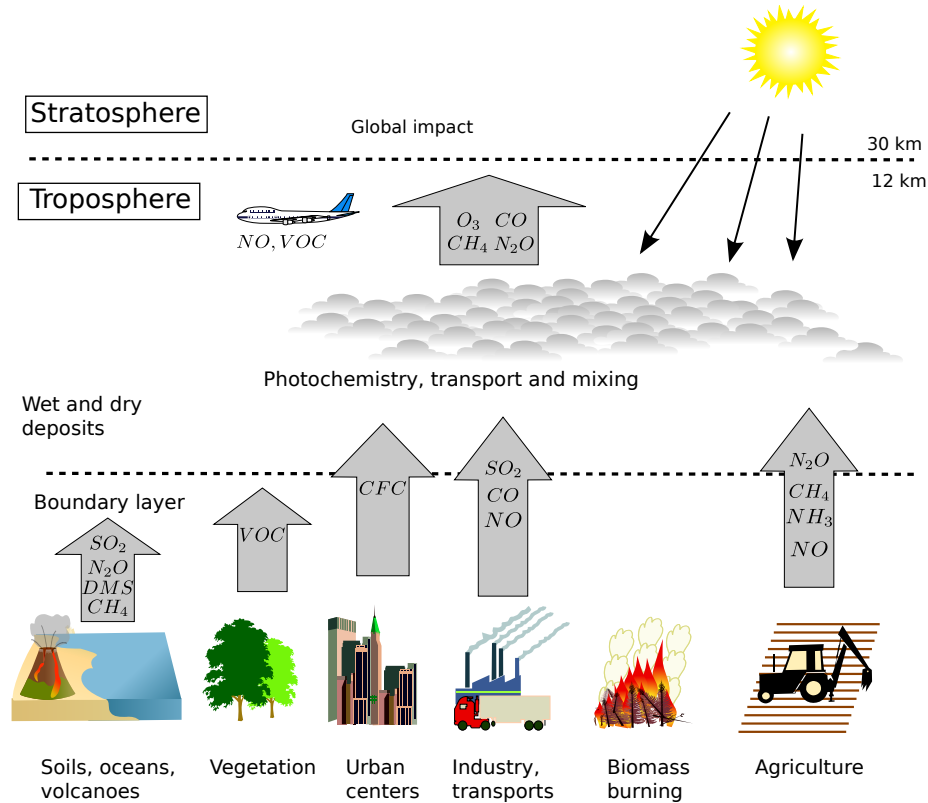 Stratosphere
Global impact
30 km
12 km
Troposphere
NO, VOC
O₃ CO
CH₄ N₂O
Photochemistry, transport and mixing
Wet and dry
deposits
Boundary layer
SO₂
N₂O
DMS
CH₄
VOC
CFC
SO₂
CO
NO
N₂O
CH₄
NH₃
NO
Soils, oceans,
volcanoes
Vegetation
Urban
centers
Industry,
transports
Biomass
burning
Agriculture